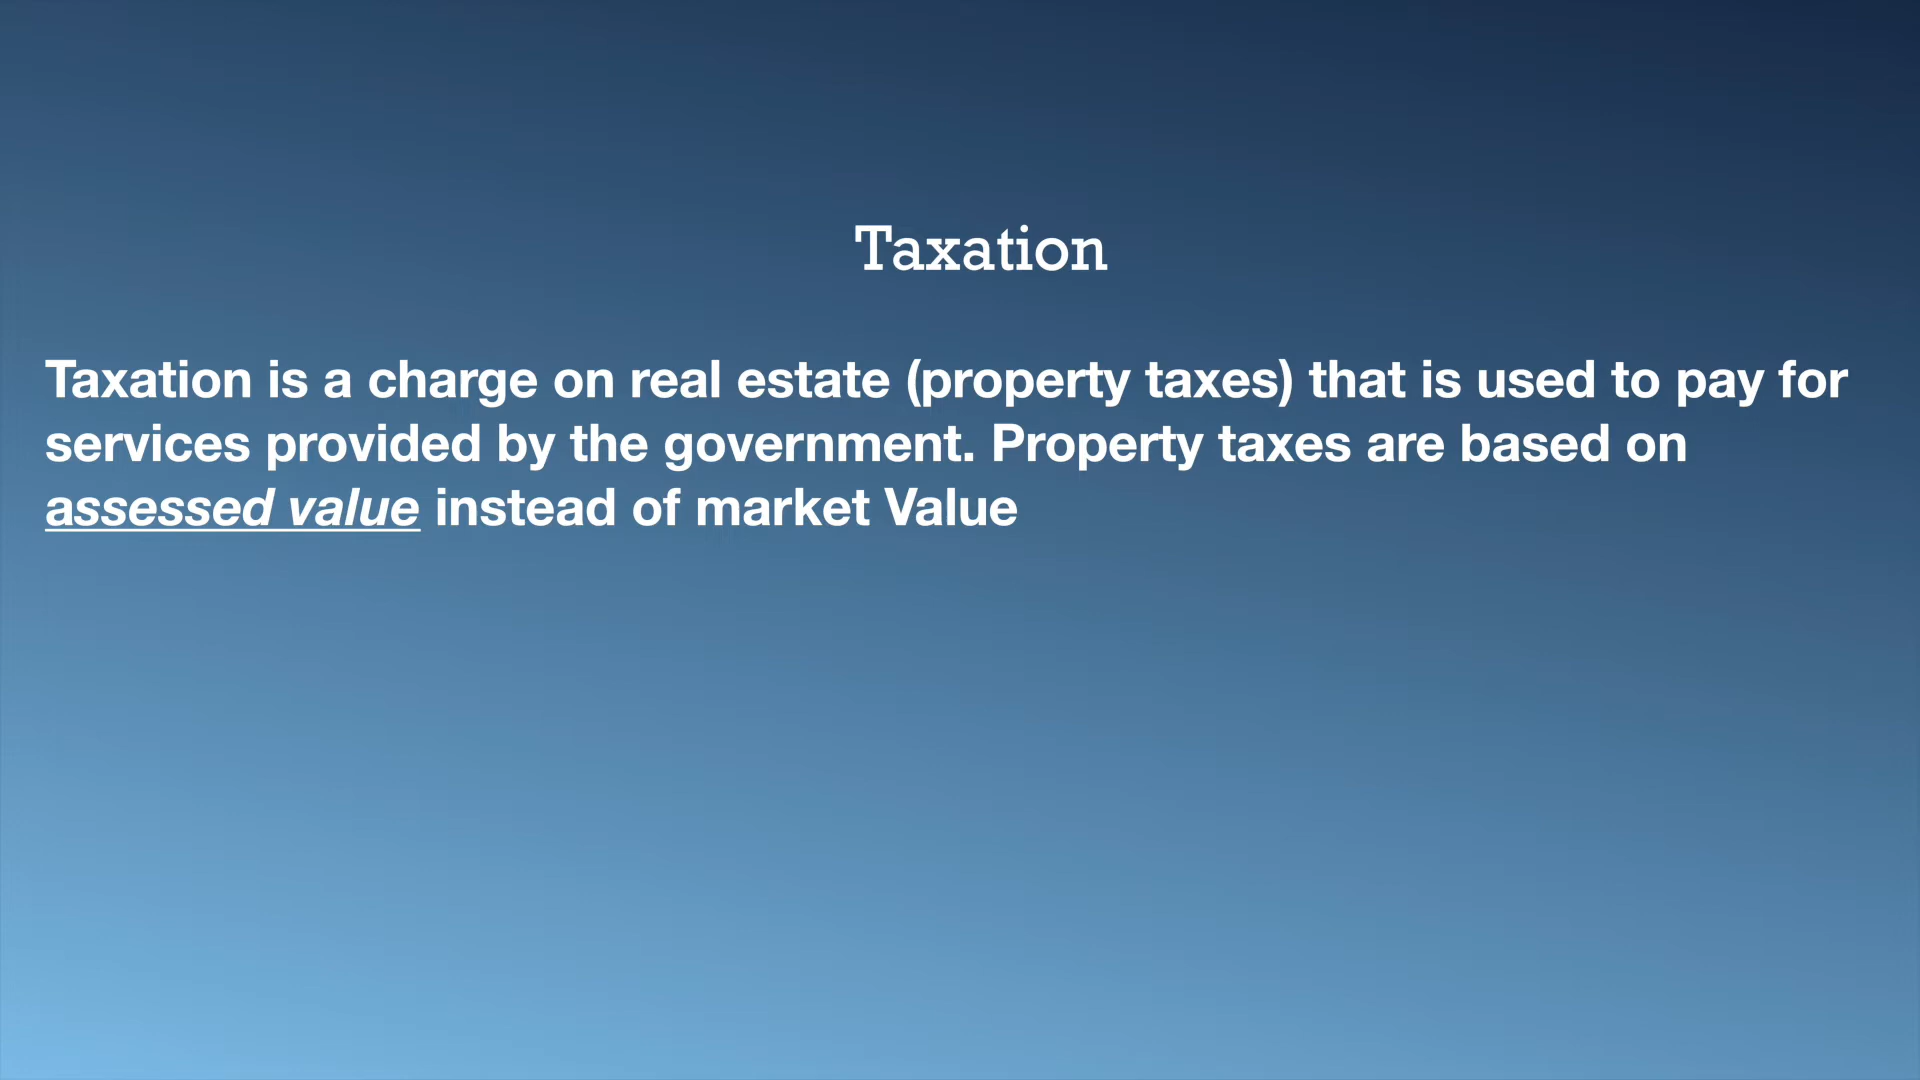 Taxation
Taxation is a charge on real estate (property taxes) that is used to pay for
services provided by the government. Property taxes are based on
assessed value instead of market Value